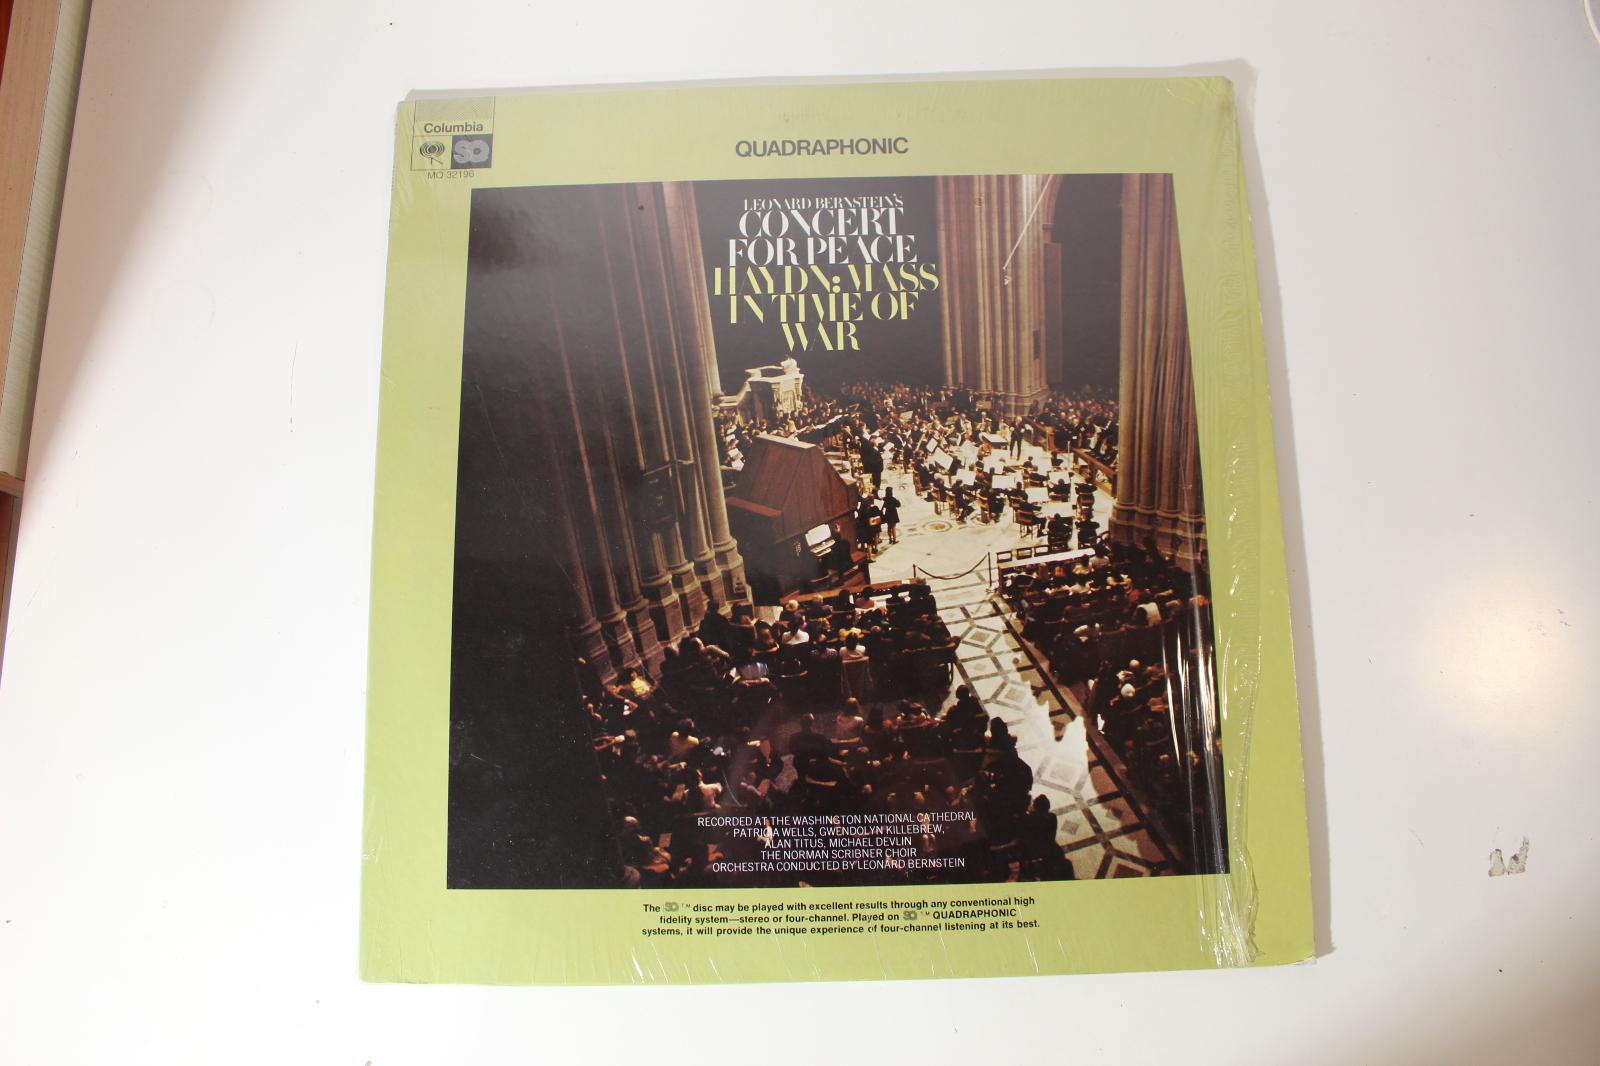 Columbia
SQ
MQ 32196
QUADRAPHONIC
LEONARD BERNSTEIN'S
CONCERT
FOR PEACE
HAYDN: MASS
IN TIME OF
WAR
RECORDED AT THE WASHINGTON NATIONAL CATHEDRAL
PATRICIA WELLS, GWENDOLYN KILLEBREW,
ALAN TITUS, MICHAEL DEVLIN
THE NORMAN SCRIBNER CHOIR
ORCHESTRA CONDUCTED BY LEONARD BERNSTEIN
The SQ™ disc may be played with excellent results through any conventional high
fidelity system—stereo or four-channel. Played on SQ™ QUADRAPHONIC
systems, it will provide the unique experience of four-channel listening at its best.